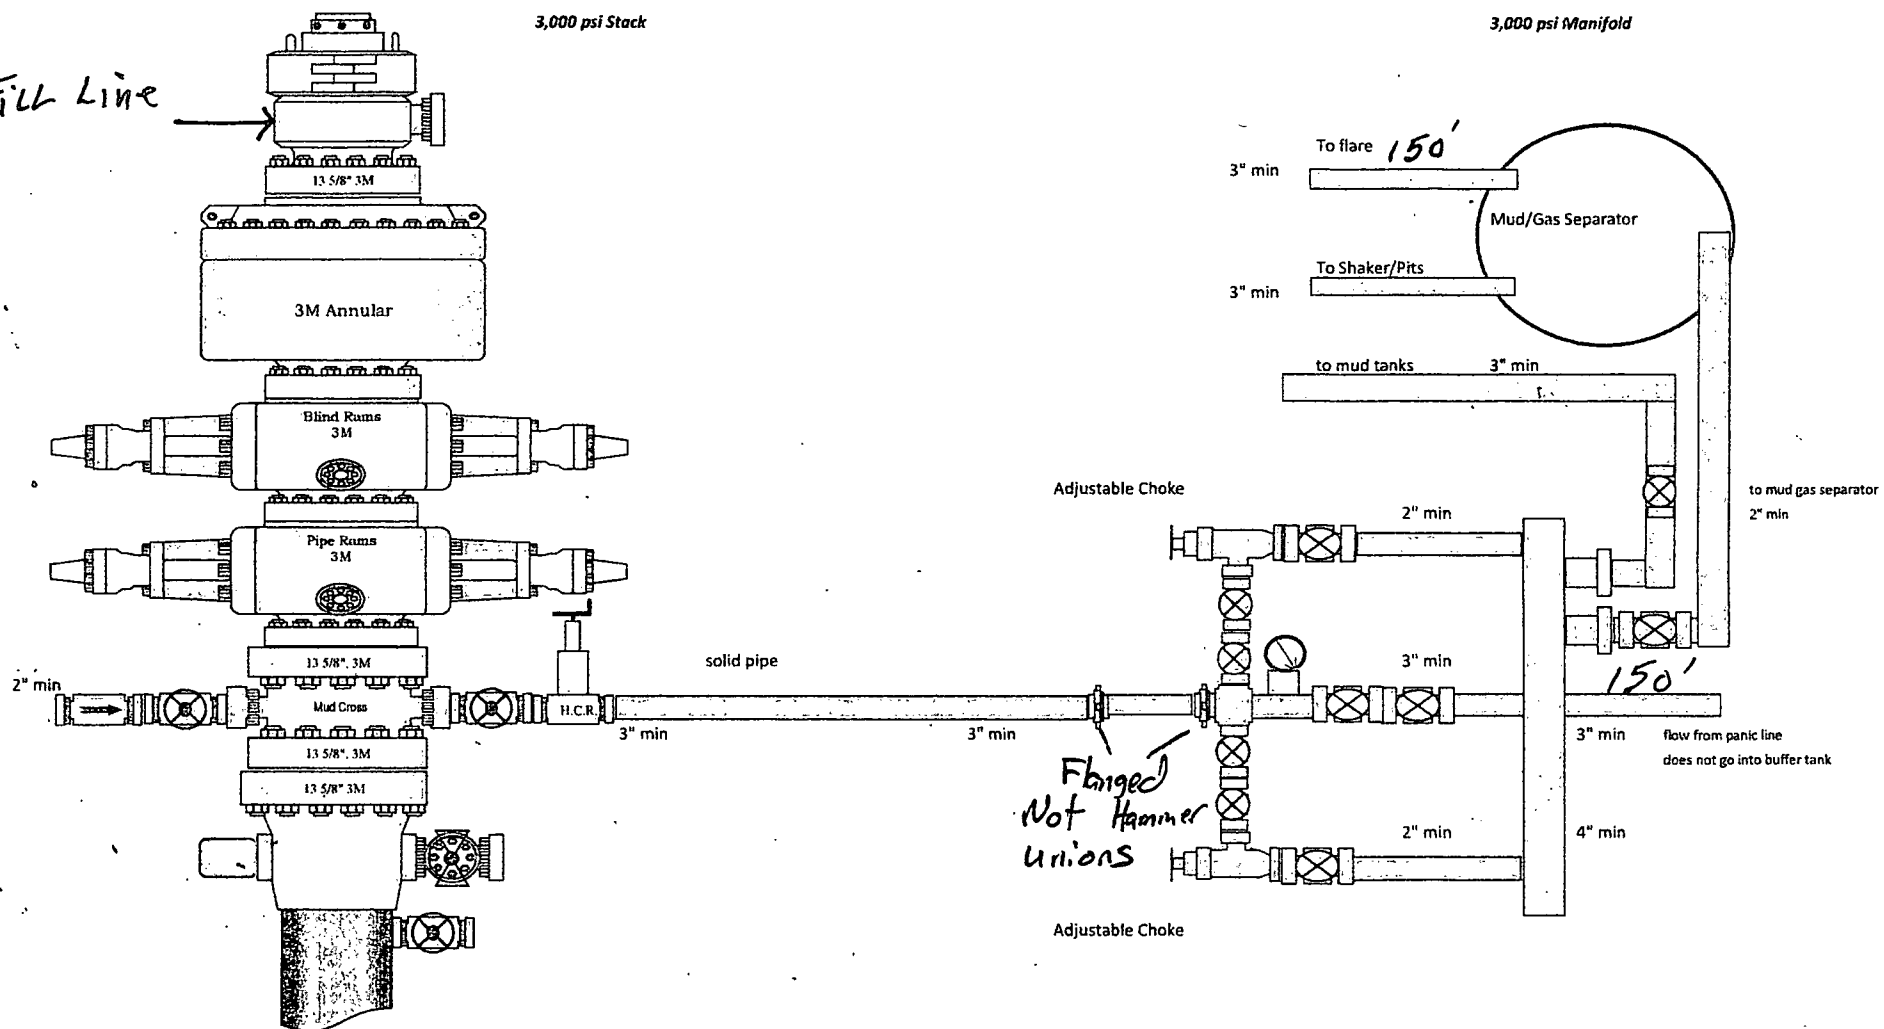 3,000 psi Stack
3,000 psi Manifold
Fill Line
13 5/8" 3M
3M Annular
Blind Rams
3M
Pipe Rams
3M
13 5/8", 3M
2" min
Mud Cross
H.C.R.
13 5/8", 3M
13 5/8" 3M
solid pipe
3" min
3" min
Flanged
Not Hammer
unions
To flare 150'
3" min
Mud/Gas Separator
To Shaker/Pits
3" min
to mud tanks
3" min
Adjustable Choke
2" min
to mud gas separator
2" min
3" min
150'
3" min
flow from panic line
does not go into buffer tank
2" min
4" min
Adjustable Choke